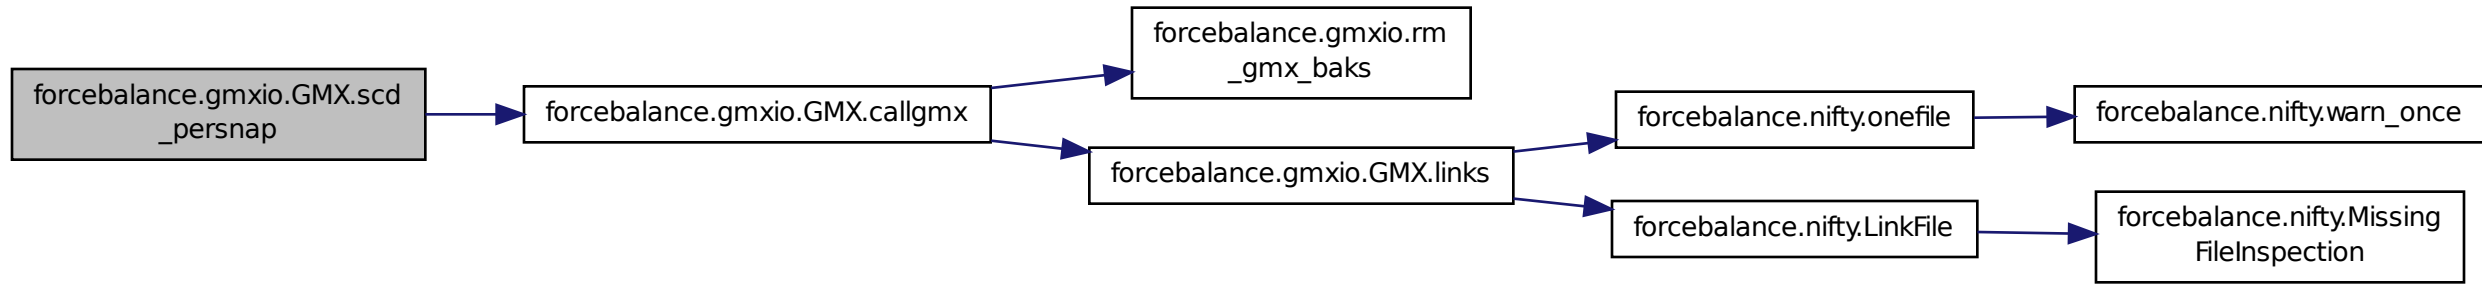 forcebalance.gmxio.GMX.scd
_persnap
forcebalance.gmxio.GMX.callgmx
forcebalance.gmxio.rm
_gmx_baks
forcebalance.gmxio.GMX.links
forcebalance.nifty.onefile
forcebalance.nifty.warn_once
forcebalance.nifty.LinkFile
forcebalance.nifty.Missing
FileInspection